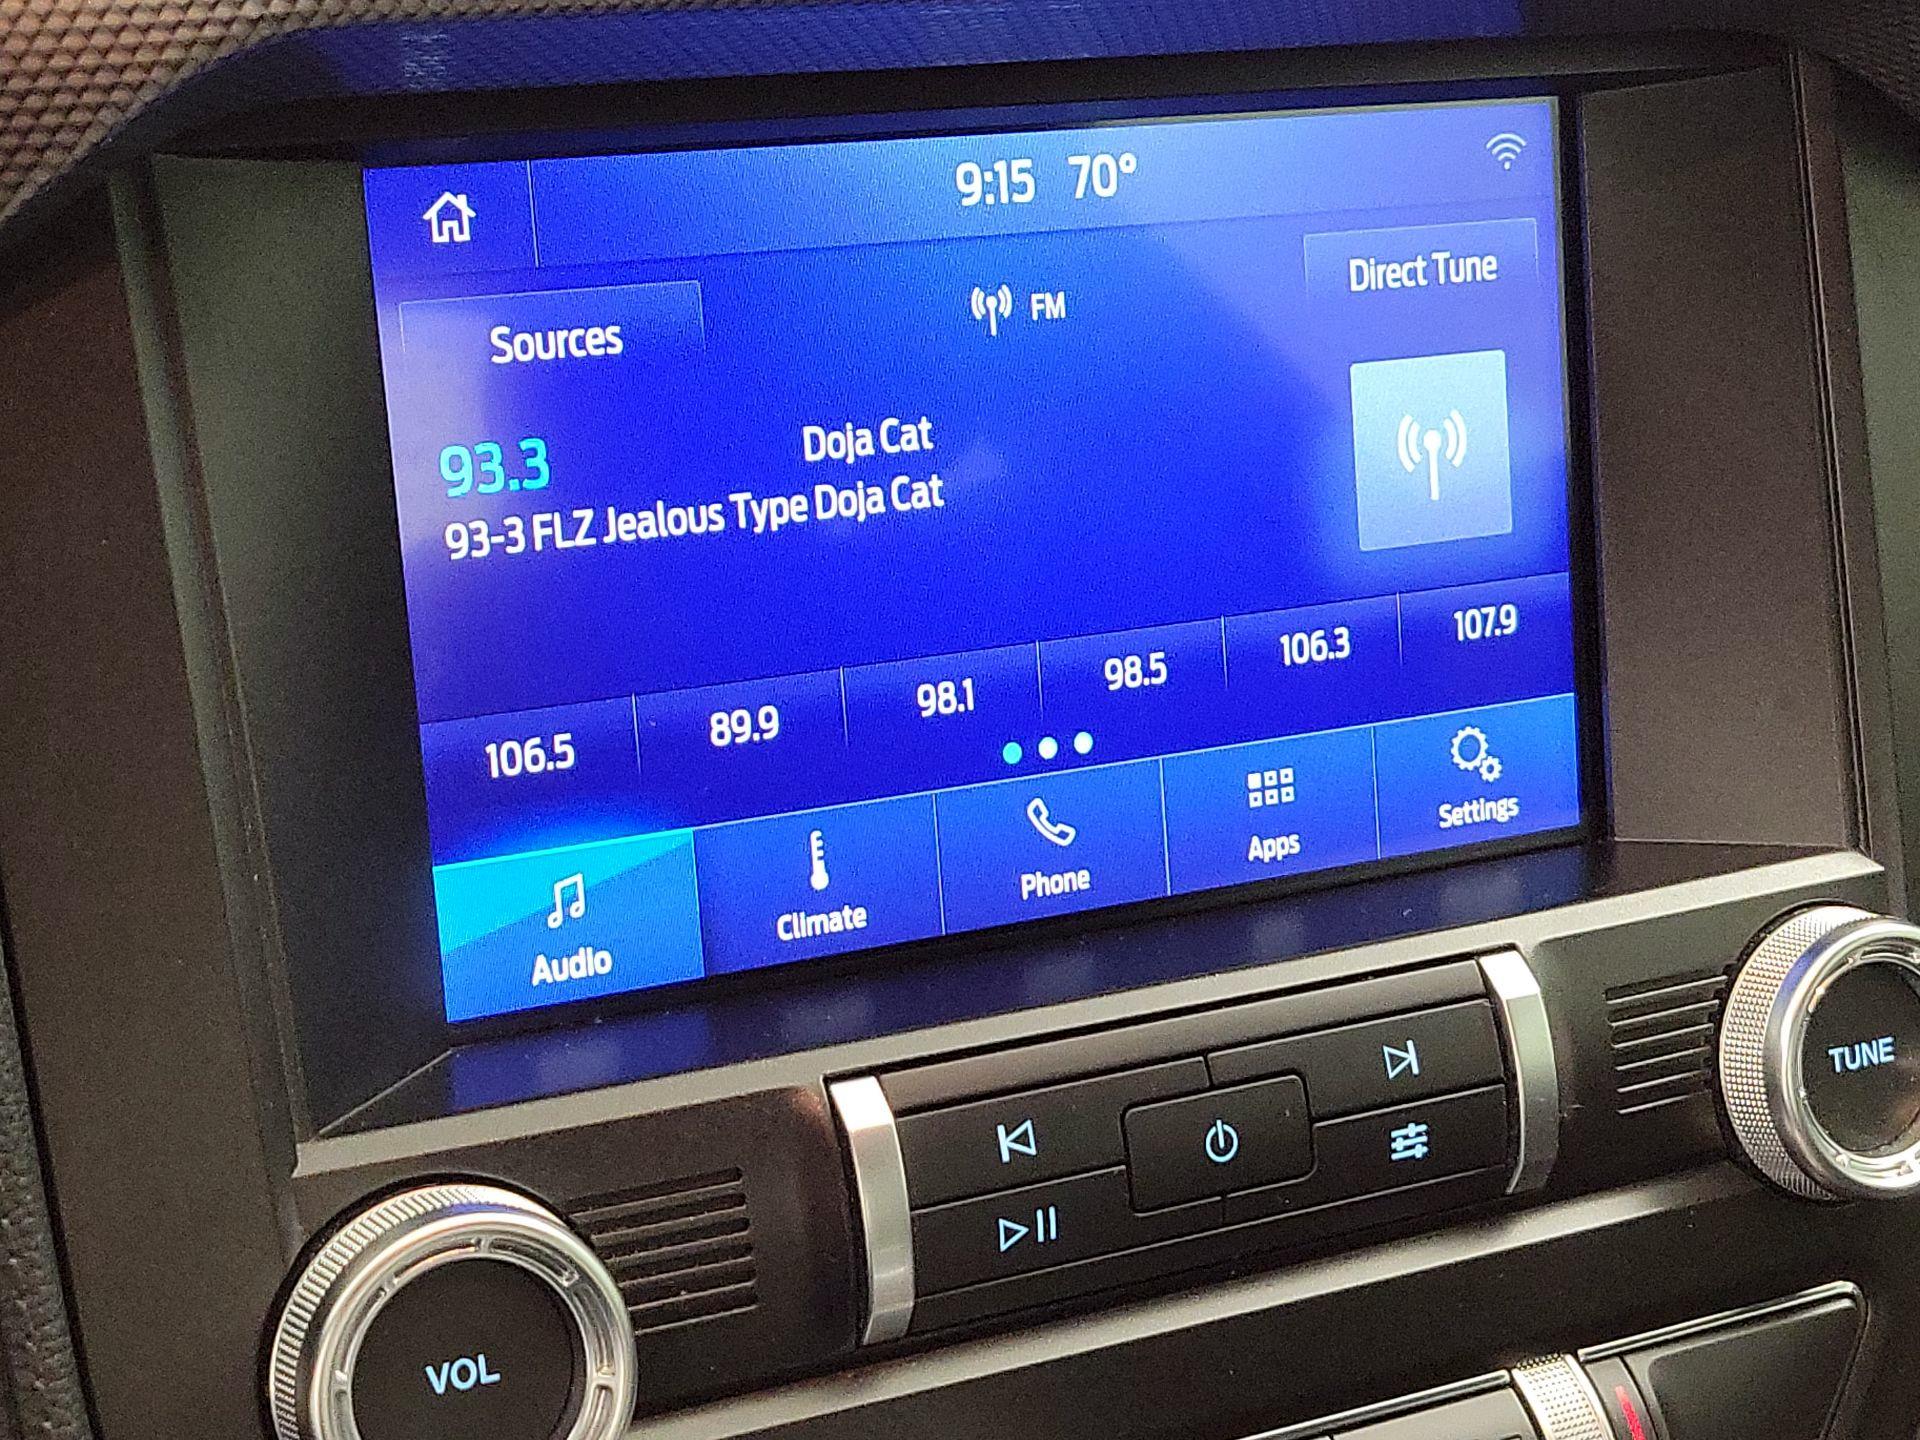 9:15 70°
Direct Tune
FM
Sources
Doja Cat
93.3
93-3 FLZ Jealous Type Doja Cat
106.5 89.9 98.1 98.5 106.3 107.9
Audio Climate Phone Apps Settings
TUNE
VOL